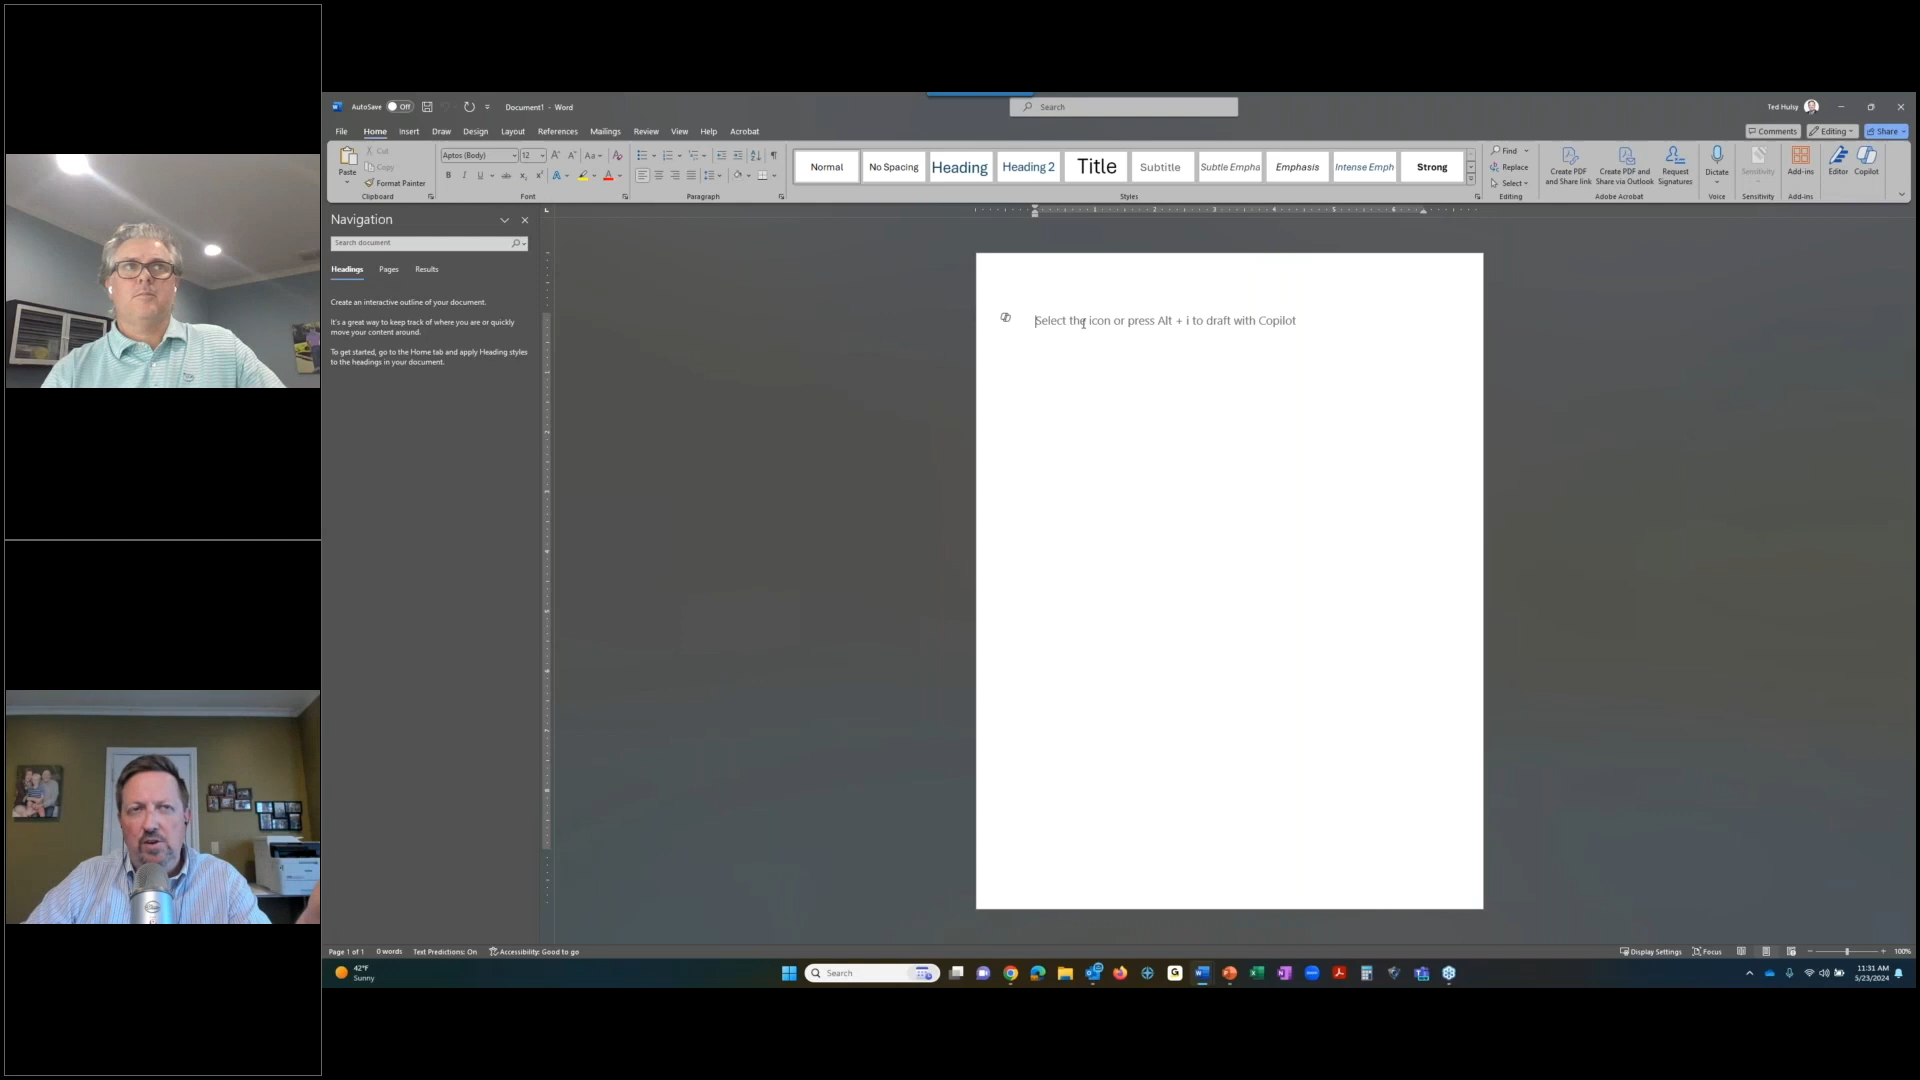 AutoSave Off Document1 - Word Search Ted Hulsy
File Home Insert Draw Design Layout References Mailings Review View Help Acrobat Comments Editing Share
Paste
Cut
Copy
Format Painter
Clipboard
Aptos (Body) 12
Font
Paragraph
Normal No Spacing Heading Heading 2 Title Subtitle Subtle Empha Emphasis Intense Emph Strong
Styles
Find
Replace
Select
Editing
Create PDF and Share link
Create PDF and Share via Outlook
Request Signatures
Adobe Acrobat
Dictate
Voice
Sensitivity
Sensitivity
Add-ins
Add-ins
Editor
Copilot
Navigation
Search document
Headings Pages Results
Create an interactive outline of your document.
It's a great way to keep track of where you are or quickly
move your content around.
To get started, go to the Home tab and apply Heading styles
to the headings in your document.
Select the icon or press Alt + i to draft with Copilot
Page 1 of 1 0 words Text Predictions: On Accessibility: Good to go Display Settings Focus 100%
42°F
Sunny
Search
11:31 AM
5/23/2024